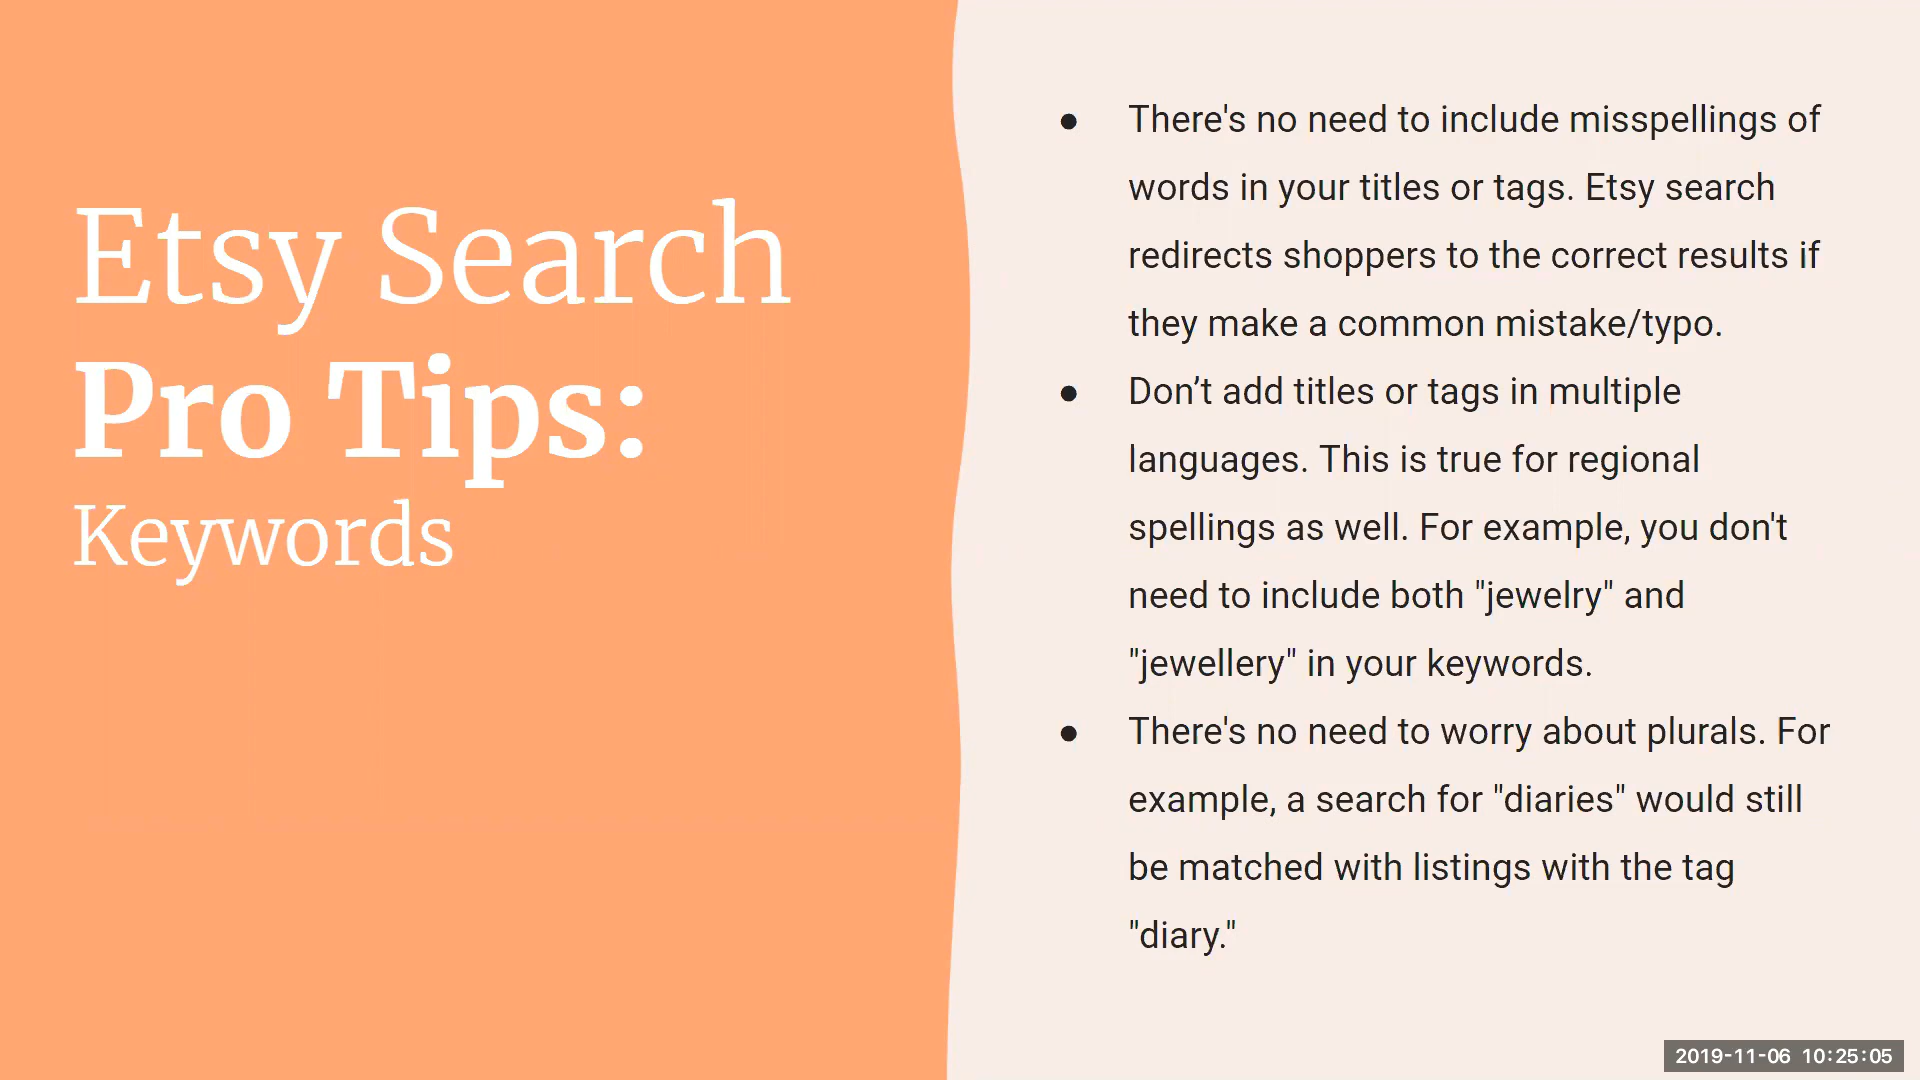 Etsy Search
Pro Tips:
Keywords
● There's no need to include misspellings of
words in your titles or tags. Etsy search
redirects shoppers to the correct results if
they make a common mistake/typo.
● Don’t add titles or tags in multiple
languages. This is true for regional
spellings as well. For example, you don't
need to include both "jewelry" and
"jewellery" in your keywords.
● There's no need to worry about plurals. For
example, a search for "diaries" would still
be matched with listings with the tag
"diary."
2019-11-06 10:25:05